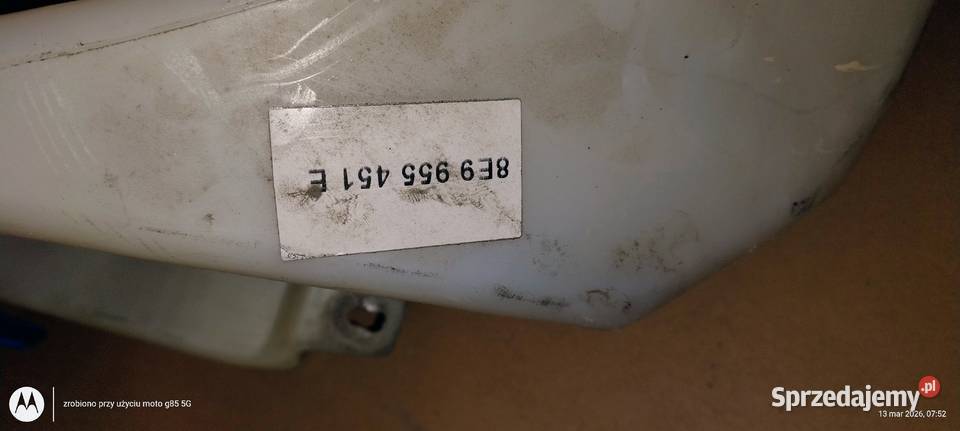 8E9 955 451 E
zrobiono przy użyciu moto g85 5G
Sprzedajemy.pl
13 mar 2026, 07:52